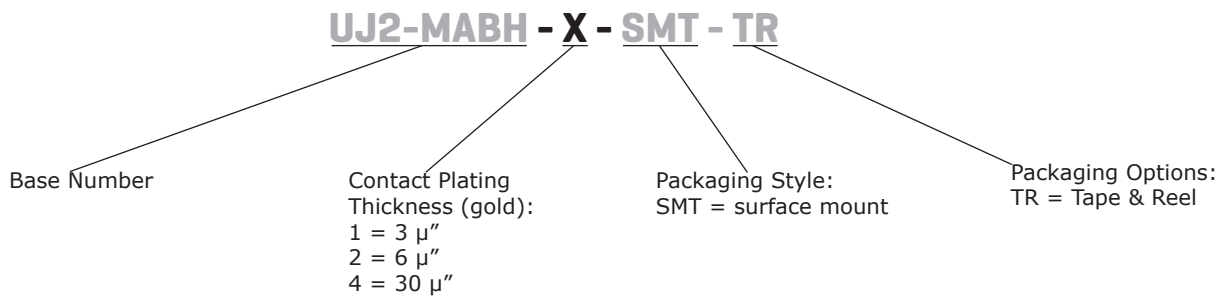 UJ2-MABH - X - SMT - TR
Base Number
Contact Plating
Thickness (gold):
1 = 3 µ”
2 = 6 µ”
4 = 30 µ”
Packaging Style:
SMT = surface mount
Packaging Options:
TR = Tape & Reel